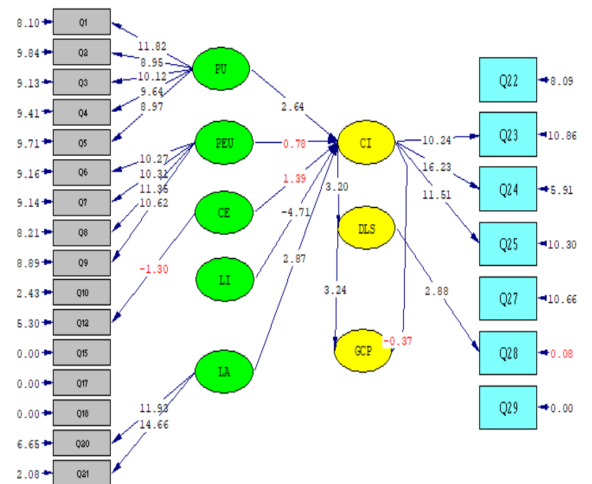 8.10 Q1
9.84 Q2
9.13 Q3
9.41 Q4
9.71 Q5
9.16 Q6
9.14 Q7
8.21 Q8
8.89 Q9
2.43 Q10
5.30 Q12
0.00 Q15
0.00 Q17
0.00 Q18
6.65 Q20
2.08 Q21
11.82
8.95
10.12
9.64
8.97
10.27
10.31
11.35
10.62
-1.30
11.93
14.66
PU
PEU
CE
LI
LA
2.64
0.78
1.39
-4.71
2.87
CI
3.20
DLS
3.24
GCP
-0.37
10.24
16.23
11.51
2.88
Q22 8.09
Q23 10.86
Q24 5.91
Q25 10.30
Q27 10.66
Q28 0.08
Q29 0.00